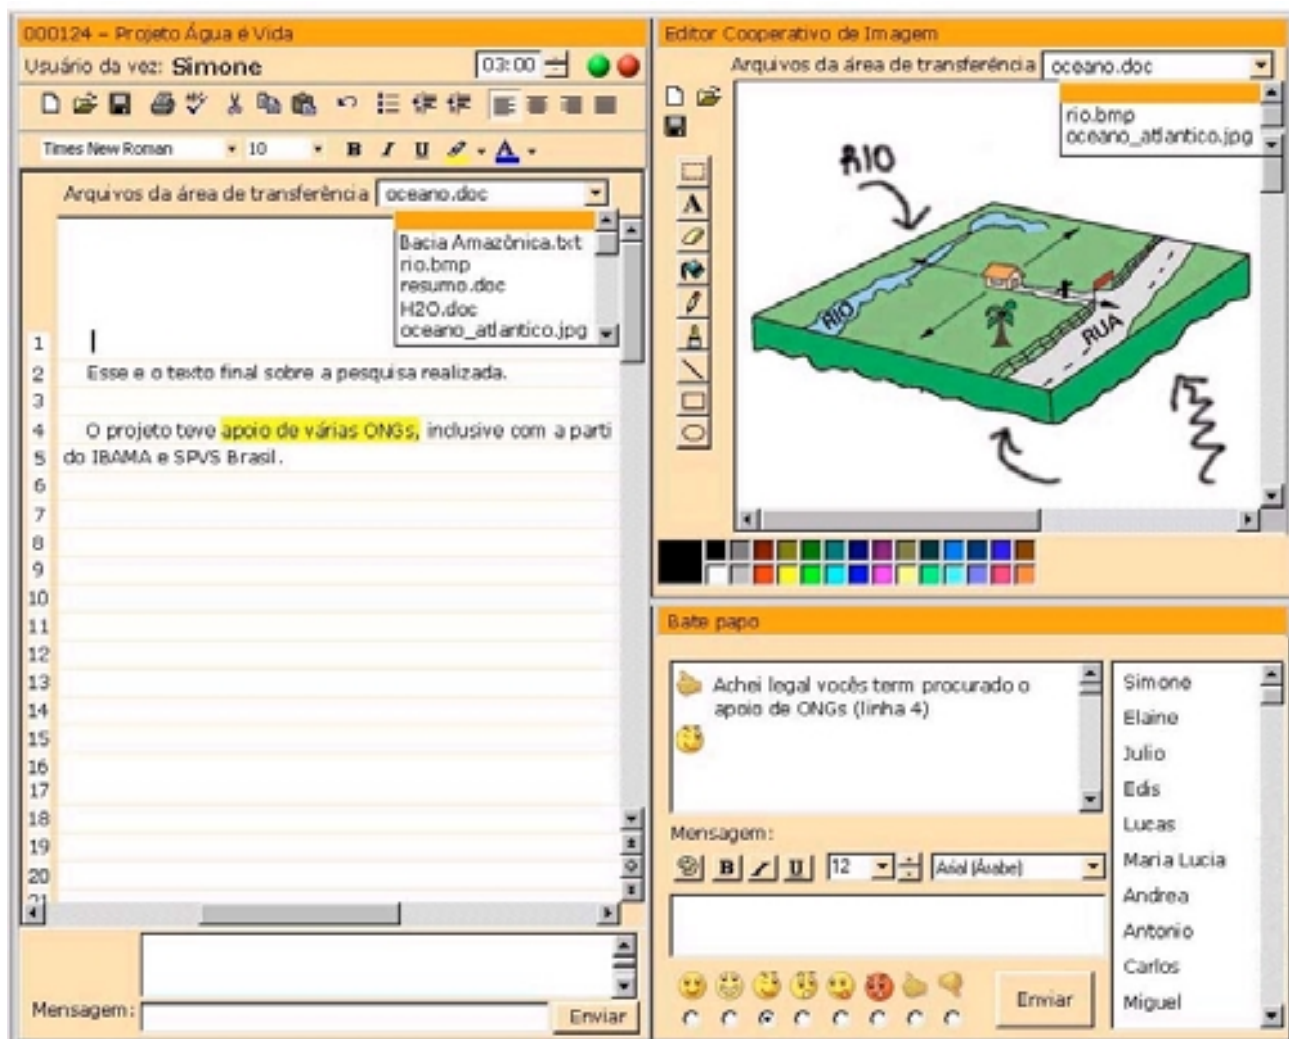 000124 – Projeto Água é Vida
Usuário da vez: Simone
03:00
Times New Roman
10
B I U A
Arquivos da área de transferência
oceano.doc
Bacia Amazônica.txt
rio.bmp
resumo.doc
H2O.doc
oceano_atlantico.jpg
1
2 Esse e o texto final sobre a pesquisa realizada.
3
4 O projeto teve apoio de várias ONGs, inclusive com a parti
5 do IBAMA e SPVS Brasil.
6
7
8
9
10
11
12
13
14
15
16
17
18
19
20
21
Mensagem:
Enviar
Editor Cooperativo de Imagem
Arquivos da área de transferência
oceano.doc
rio.bmp
oceano_atlantico.jpg
A
RIO
RIO
RUA
Bate papo
Achei legal vocês term procurado o
apoio de ONGs (linha 4)
Mensagem:
B I U
12
Arial (Árabe)
Enviar
Simone
Elaine
Julio
Edis
Lucas
Maria Lucia
Andrea
Antonio
Carlos
Miguel